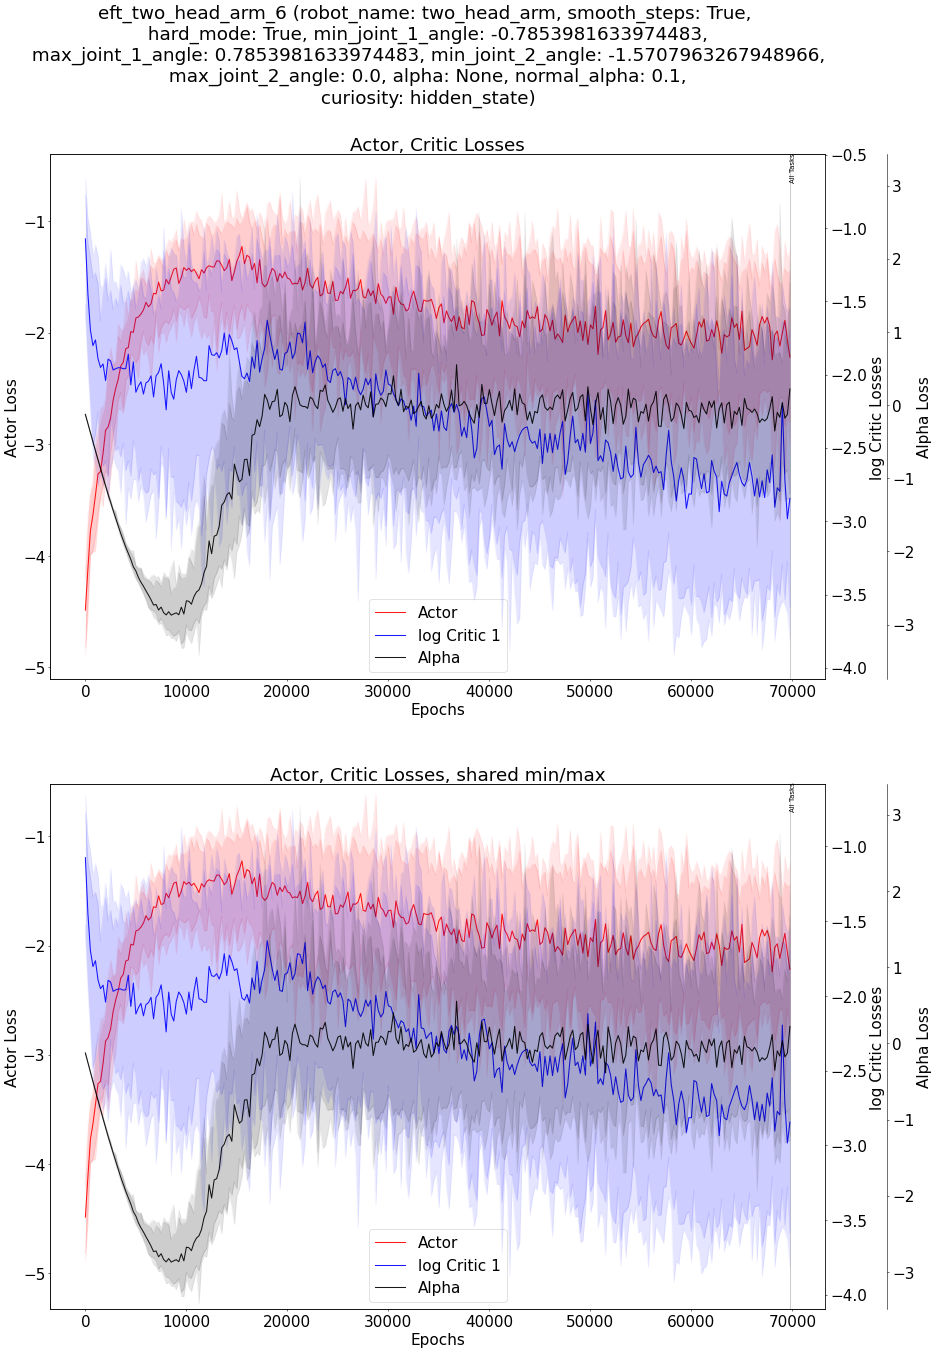 eft_two_head_arm_6 (robot_name: two_head_arm, smooth_steps: True,
hard_mode: True, min_joint_1_angle: -0.7853981633974483,
max_joint_1_angle: 0.7853981633974483, min_joint_2_angle: -1.5707963267948966,
max_joint_2_angle: 0.0, alpha: None, normal_alpha: 0.1,
curiosity: hidden_state)
Actor, Critic Losses
All Tasks
−1
−2
−3
−4
−5
Actor Loss
−0.5
−1.0
−1.5
−2.0
−2.5
−3.0
−3.5
−4.0
log Critic Losses
3
2
1
0
−1
−2
−3
Alpha Loss
Actor
log Critic 1
Alpha
0 10000 20000 30000 40000 50000 60000 70000
Epochs
Actor, Critic Losses, shared min/max
All Tasks
−1
−2
−3
−4
−5
Actor Loss
−1.0
−1.5
−2.0
−2.5
−3.0
−3.5
−4.0
log Critic Losses
3
2
1
0
−1
−2
−3
Alpha Loss
Actor
log Critic 1
Alpha
0 10000 20000 30000 40000 50000 60000 70000
Epochs